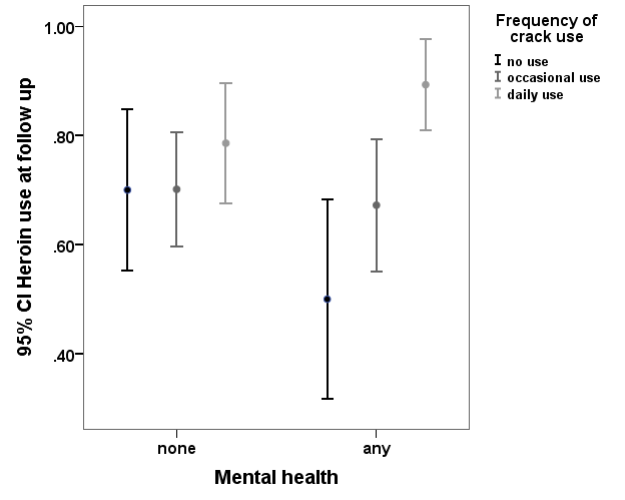 Frequency of
crack use
no use
occasional use
daily use
95% CI Heroin use at follow up
1.00
.80
.60
.40
none
any
Mental health